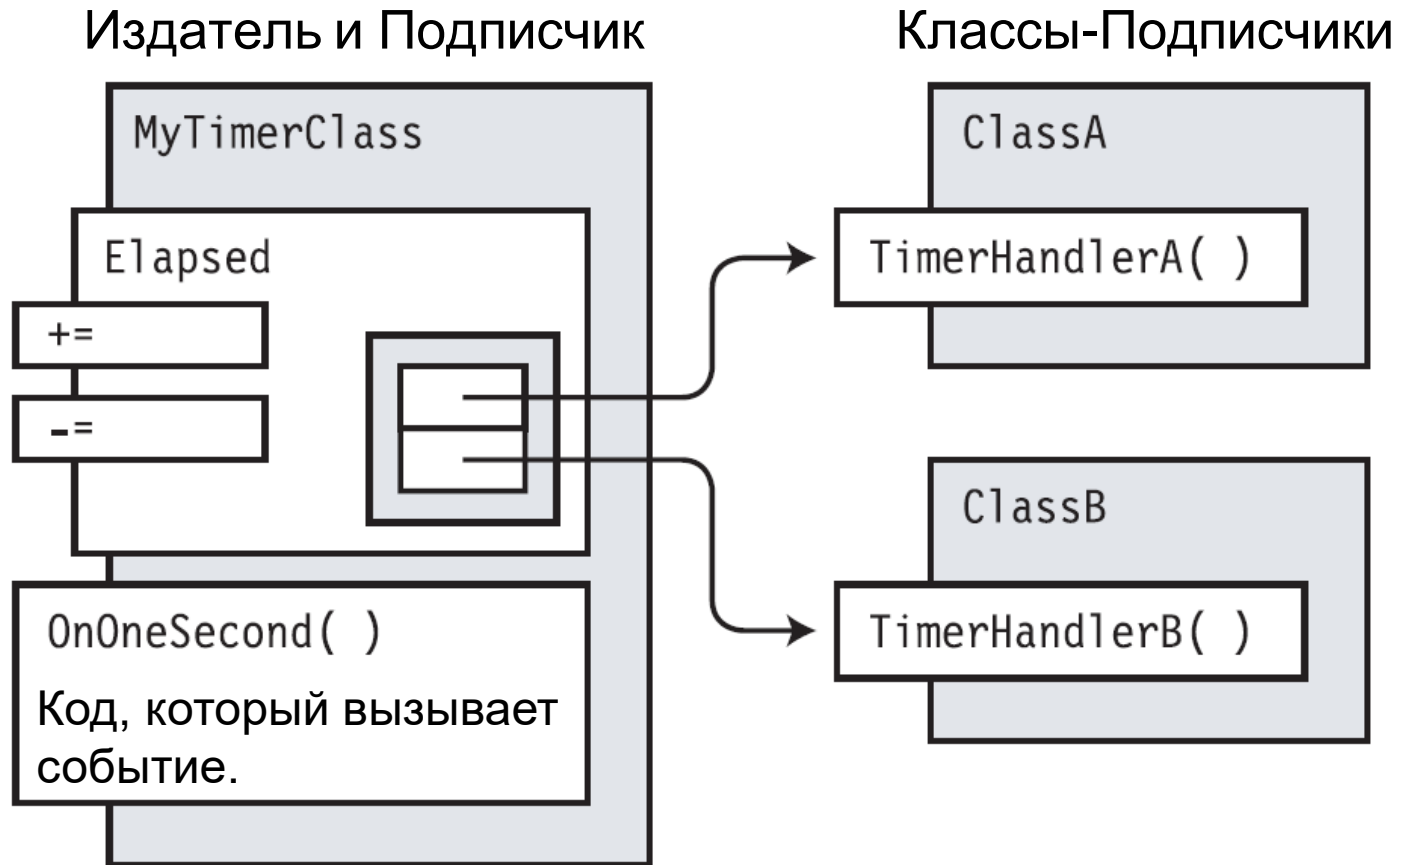 Издатель и Подписчик
Классы-Подписчики
MyTimerClass
Elapsed
+=
-=
OnOneSecond( )
Код, который вызывает
событие.
ClassA
TimerHandlerA( )
ClassB
TimerHandlerB( )